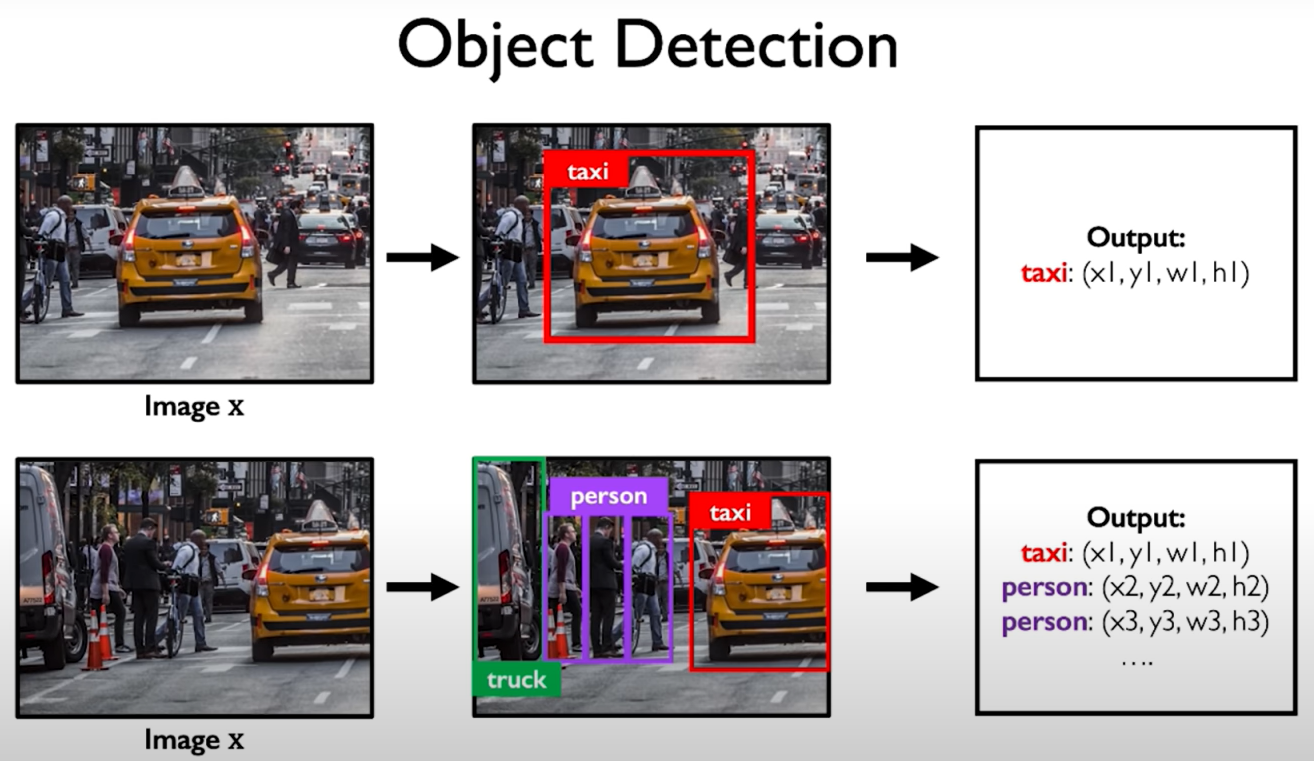 Object Detection
taxi
Output:
taxi: (x1, y1, w1, h1)
Image x
person
taxi
truck
Output:
taxi: (x1, y1, w1, h1)
person: (x2, y2, w2, h2)
person: (x3, y3, w3, h3)
....
Image x